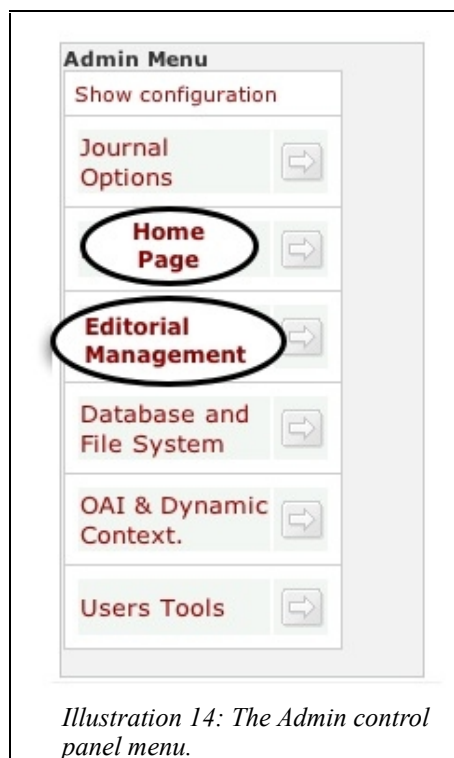 Admin Menu
Show configuration
Journal
Options
Home
Page
Editorial
Management
Database and
File System
OAI & Dynamic
Context.
Users Tools
Illustration 14: The Admin control
panel menu.